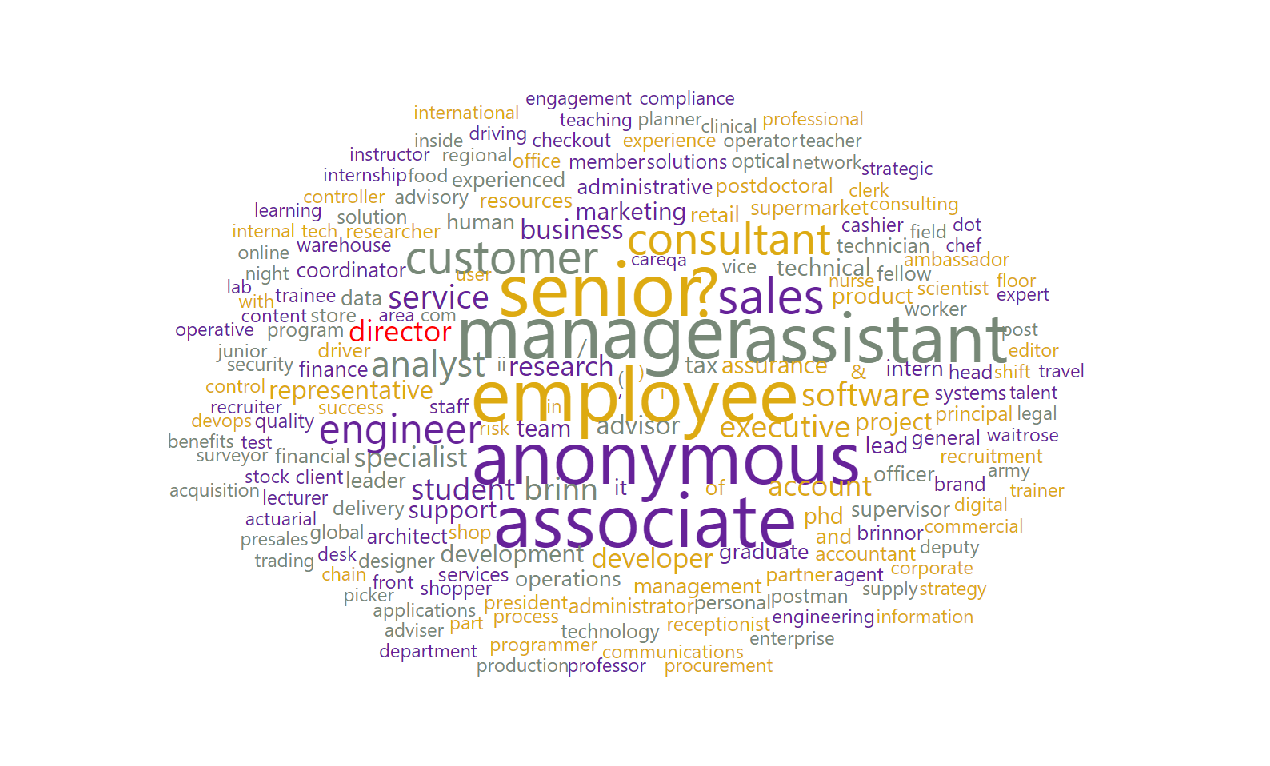 engagement compliance
international teaching planner clinical professional
inside driving checkout experience operator teacher
instructor regional office member solutions optical network strategic
internship food experienced administrative postdoctoral clerk
controller advisory resources marketing retail supermarket consulting
learning solution human business consultant cashier field dot
internal tech researcher customer careqa technician chef
online warehouse vice technical fellow ambassador
night coordinator user senior ? sales nurse scientist floor
lab trainee data service product expert
with content store area com worker
operative program director manager assistant post
junior driver / editor
security finance analyst ii research ( ) tax assurance & intern head shift travel
control representative employee ' i software systems talent
recruiter success staff in executive project principal legal
devops quality engineer risk team advisor lead general waitrose
benefits test
surveyor financial specialist anonymous officer recruitment
stock client leader student brinn it of account brand army
acquisition lecturer delivery support associate phd supervisor digital trainer
actuarial global architect shop and brinnor commercial
presales desk designer development developer graduate accountant deputy
trading chain front services operations management partner agent corporate
picker shopper president administrator personal postman supply strategy
applications part process receptionist engineering information
adviser technology enterprise
department programmer communications
production professor procurement